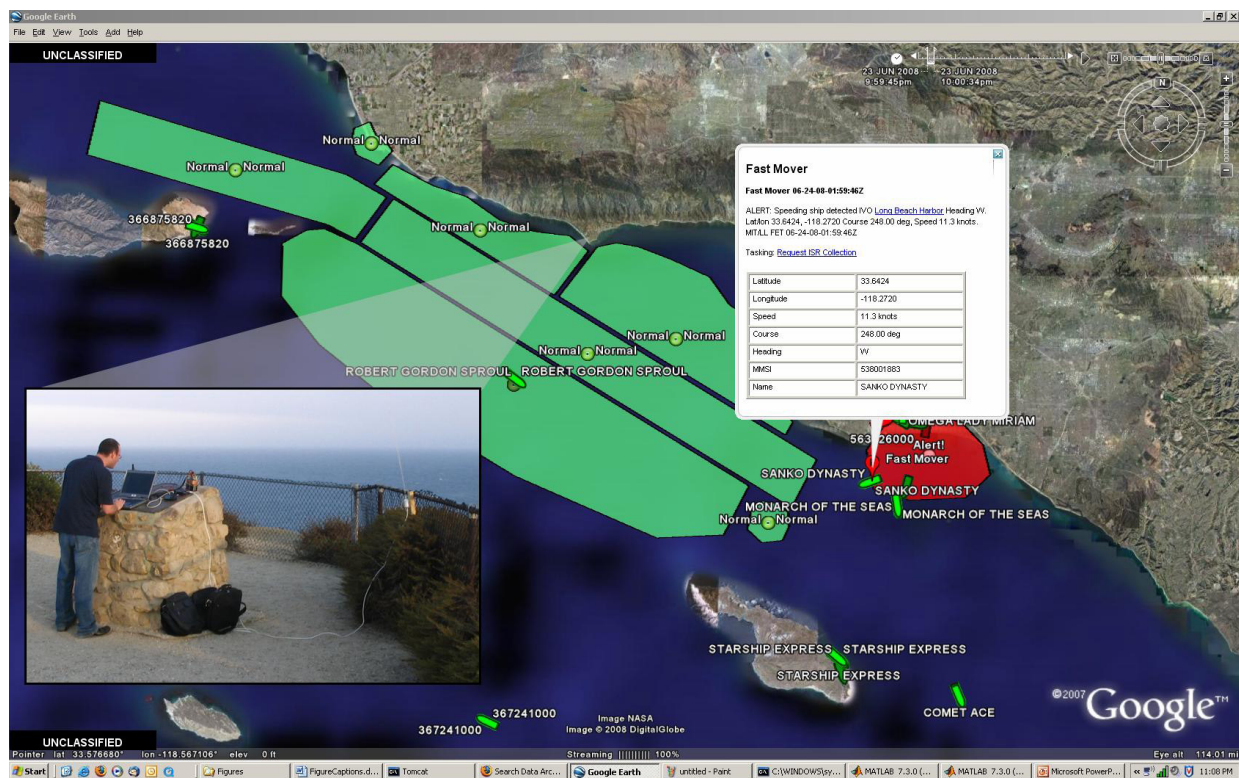 Google Earth
File Edit View Tools Add Help
UNCLASSIFIED
23 JUN 2008 23 JUN 2008
9:59:45pm 10:00:34pm
N
Normal Normal
Normal Normal
366875820
366875820
Normal Normal
Normal Normal
Normal Normal
ROBERT GORDON SPROUL ROBERT GORDON SPROUL
Fast Mover
Fast Mover 06-24-08-01:59:46Z
ALERT: Speeding ship detected IVO Long Beach Harbor Heading W.
Lat/lon 33.6424, -118.2720 Course 248.00 deg, Speed 11.3 knots.
MIT/LL FET 06-24-08-01:59:46Z
Tasking: Request ISR Collection
Latitude 33.6424
Longitude -118.2720
Speed 11.3 knots
Course 248.00 deg
Heading W
MMSI 538001883
Name SANKO DYNASTY
OMEGA LADY MIRIAM
Alert!
Fast Mover
SANKO DYNASTY
SANKO DYNASTY
MONARCH OF THE SEAS
MONARCH OF THE SEAS
Normal Normal
STARSHIP EXPRESS STARSHIP EXPRESS
STARSHIP EXPRESS
COMET ACE
367241000
367241000
Image NASA
Image © 2008 DigitalGlobe
©2007 Google™
UNCLASSIFIED
Pointer lat 33.576680° lon -118.567106° elev 0 ft Streaming 100% Eye alt 114.01 mi
Start Figures FigureCaptions.d... Tomcat Search Data Arc... Google Earth untitled - Paint C:\WINDOWS\sy... MATLAB 7.3.0 (... MATLAB 7.3.0 (... Microsoft PowerP... 11:08 PM